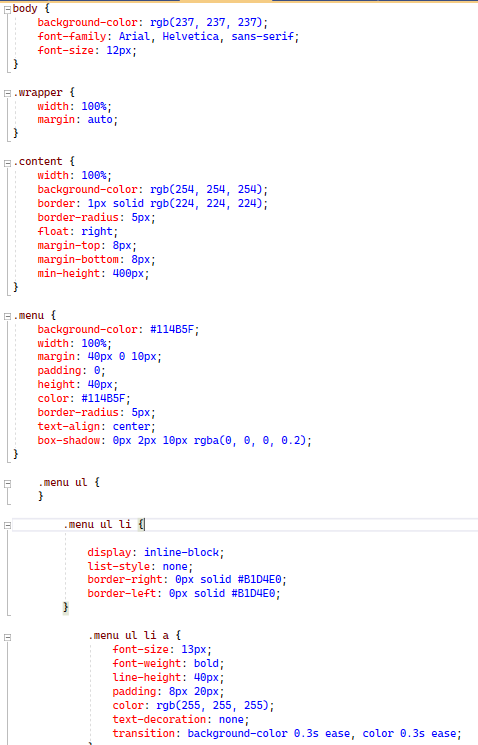 body {
    background-color: rgb(237, 237, 237);
    font-family: Arial, Helvetica, sans-serif;
    font-size: 12px;
}
.wrapper {
    width: 100%;
    margin: auto;
}
.content {
    width: 100%;
    background-color: rgb(254, 254, 254);
    border: 1px solid rgb(224, 224, 224);
    border-radius: 5px;
    float: right;
    margin-top: 8px;
    margin-bottom: 8px;
    min-height: 400px;
}
.menu {
    background-color: #114B5F;
    width: 100%;
    margin: 40px 0 10px;
    padding: 0;
    height: 40px;
    color: #114B5F;
    border-radius: 5px;
    text-align: center;
    box-shadow: 0px 2px 10px rgba(0, 0, 0, 0.2);
}
    .menu ul {
    }
        .menu ul li {
            display: inline-block;
            list-style: none;
            border-right: 0px solid #B1D4E0;
            border-left: 0px solid #B1D4E0;
        }
            .menu ul li a {
                font-size: 13px;
                font-weight: bold;
                line-height: 40px;
                padding: 8px 20px;
                color: rgb(255, 255, 255);
                text-decoration: none;
                transition: background-color 0.3s ease, color 0.3s ease;
            }